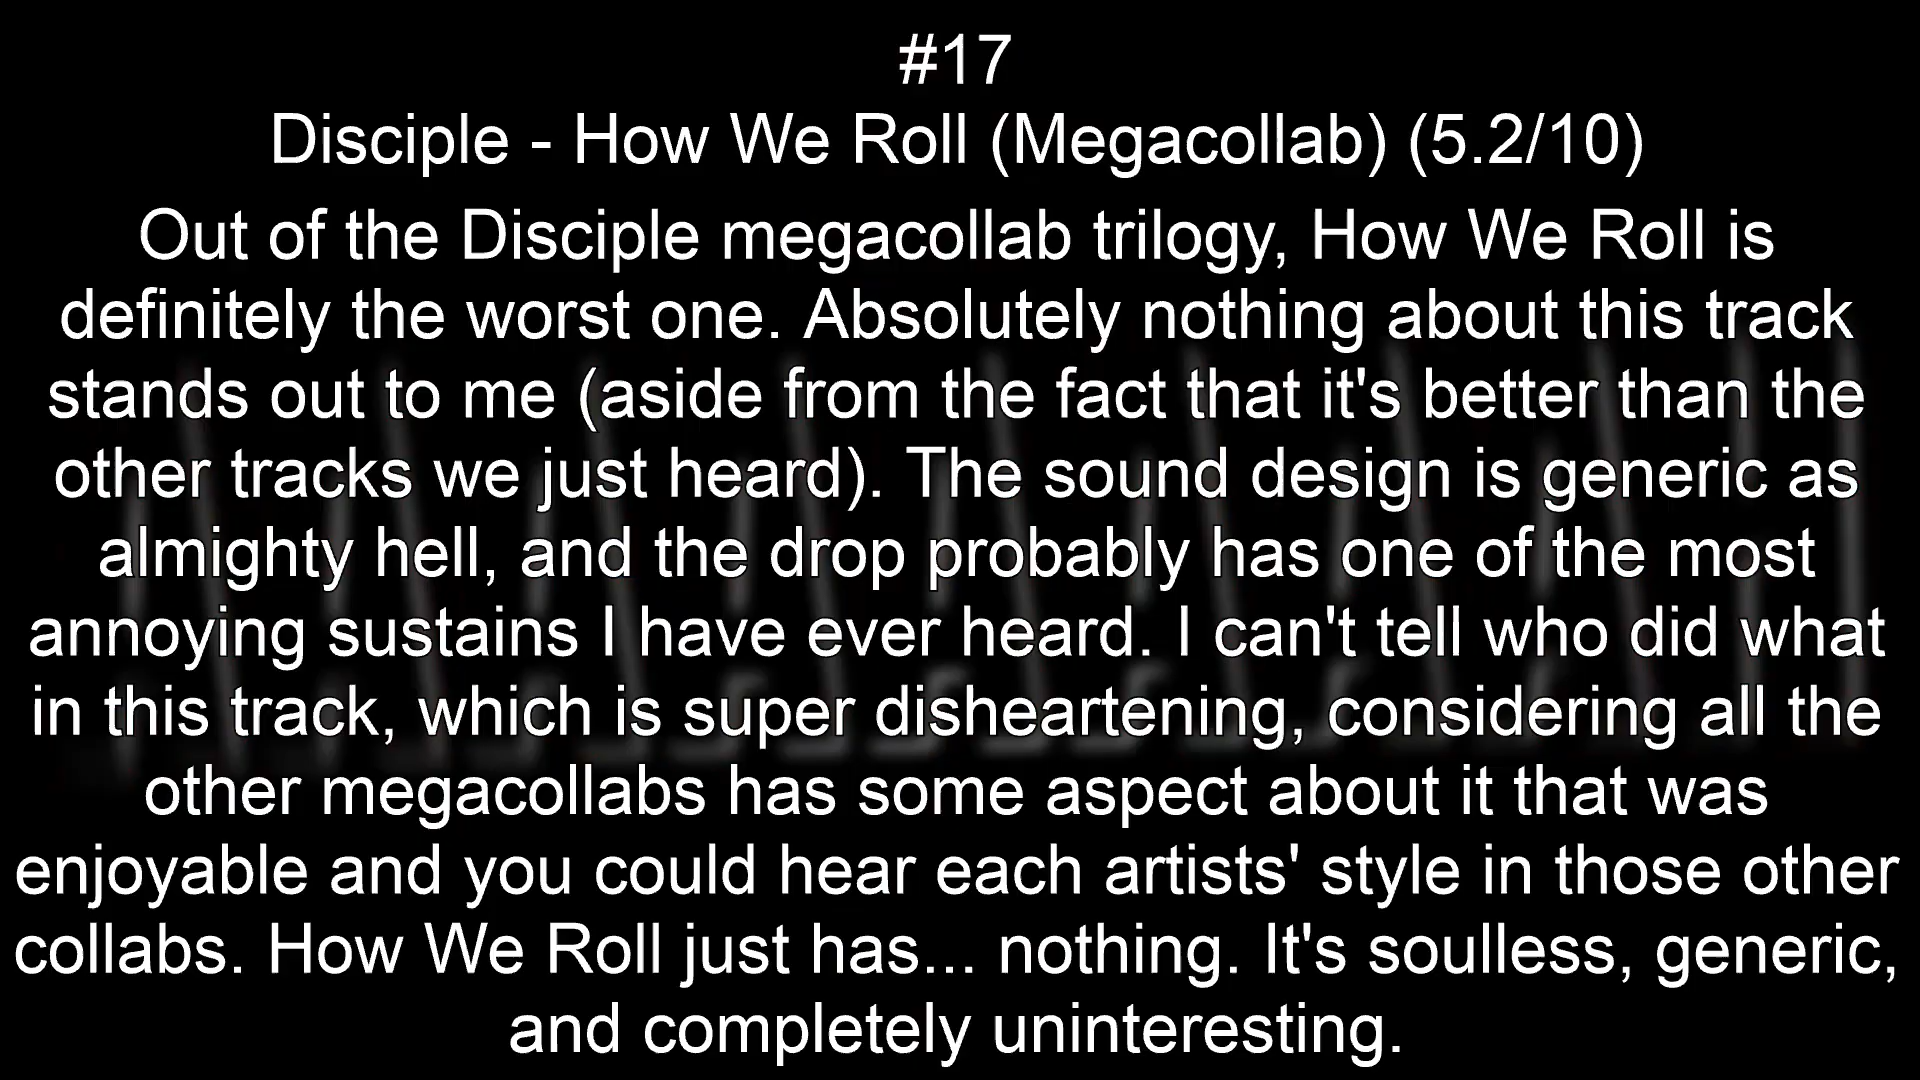 #17
Disciple - How We Roll (Megacollab) (5.2/10)
Out of the Disciple megacollab trilogy, How We Roll is
definitely the worst one. Absolutely nothing about this track
stands out to me (aside from the fact that it's better than the
other tracks we just heard). The sound design is generic as
almighty hell, and the drop probably has one of the most
annoying sustains I have ever heard. I can't tell who did what
in this track, which is super disheartening, considering all the
other megacollabs has some aspect about it that was
enjoyable and you could hear each artists' style in those other
collabs. How We Roll just has... nothing. It's soulless, generic,
and completely uninteresting.